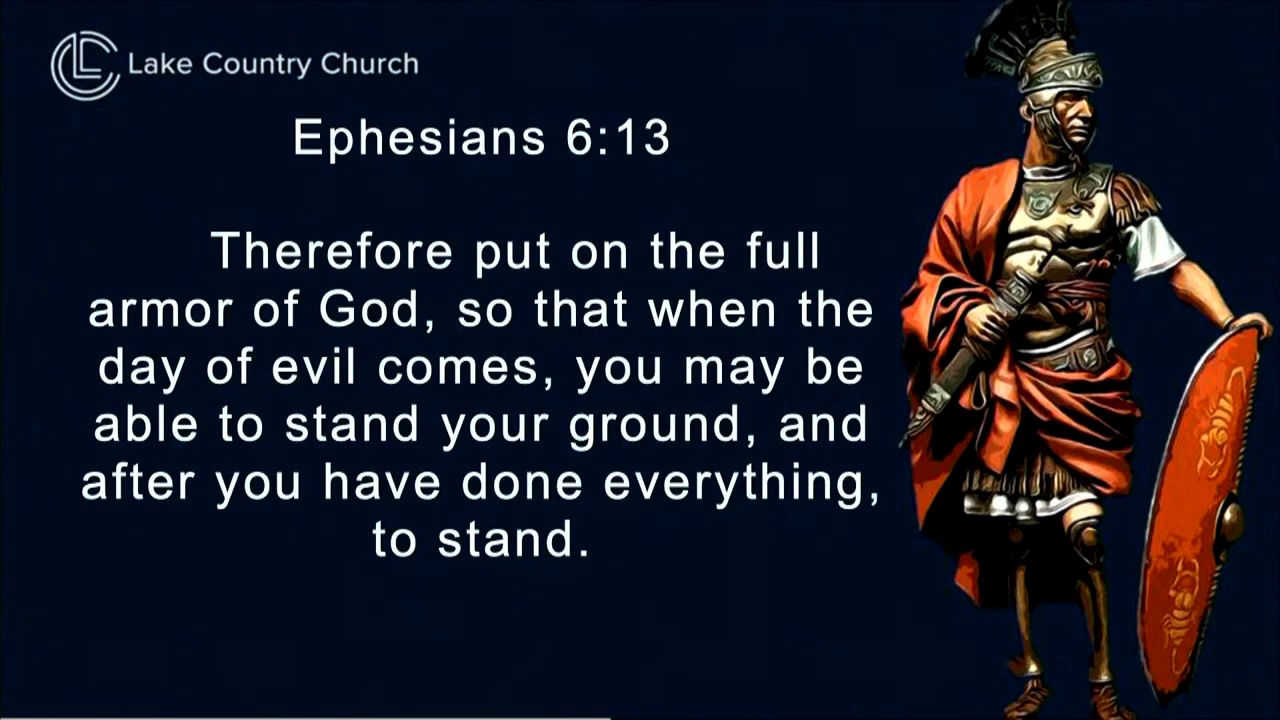 Lake Country Church
Ephesians 6:13
Therefore put on the full
armor of God, so that when the
day of evil comes, you may be
able to stand your ground, and
after you have done everything,
to stand.